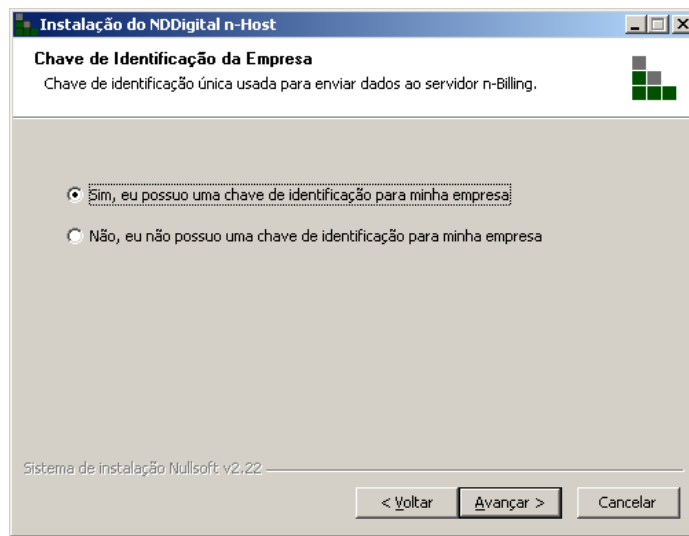 Instalação do NDDigital n-Host
Chave de Identificação da Empresa
Chave de identificação única usada para enviar dados ao servidor n-Billing.
Sim, eu possuo uma chave de identificação para minha empresa
Não, eu não possuo uma chave de identificação para minha empresa
Sistema de instalação Nullsoft v2.22
< Voltar
Avançar >
Cancelar